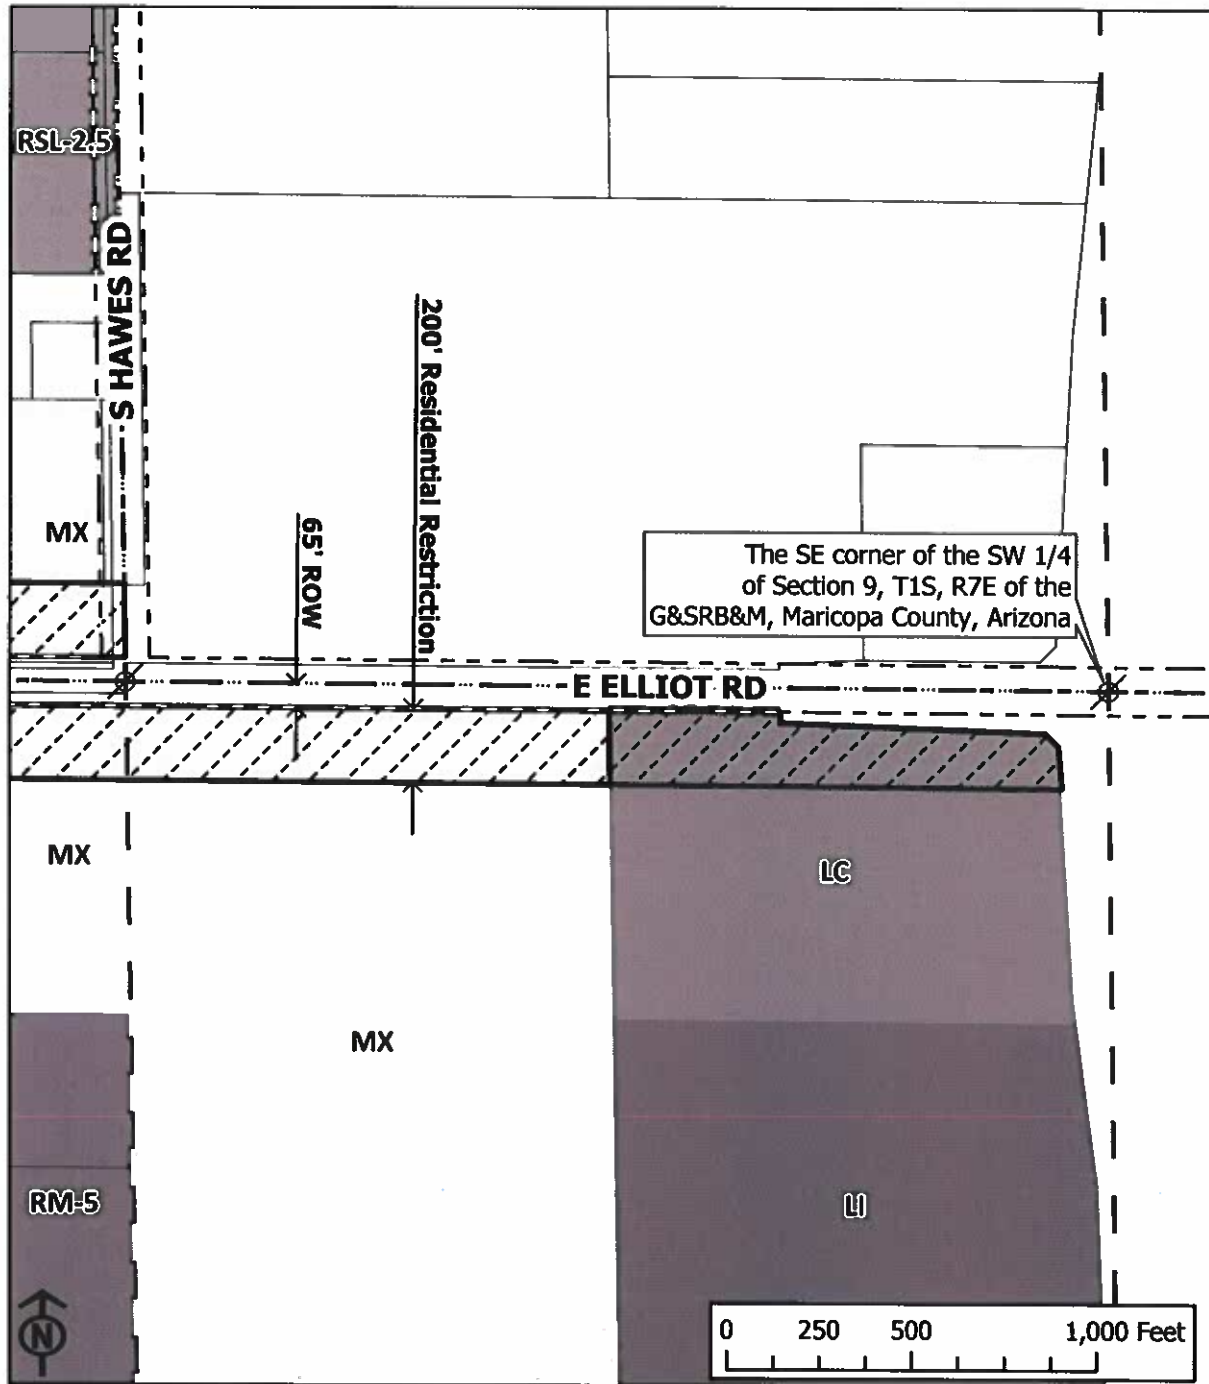 RSL-2.5
S HAWES RD
200' Residential Restriction
65' ROW
MX
The SE corner of the SW 1/4
of Section 9, T1S, R7E of the
G&SRB&M, Maricopa County, Arizona
E ELLIOT RD
MX
LC
MX
RM-5
LI
N
0 250 500 1,000 Feet